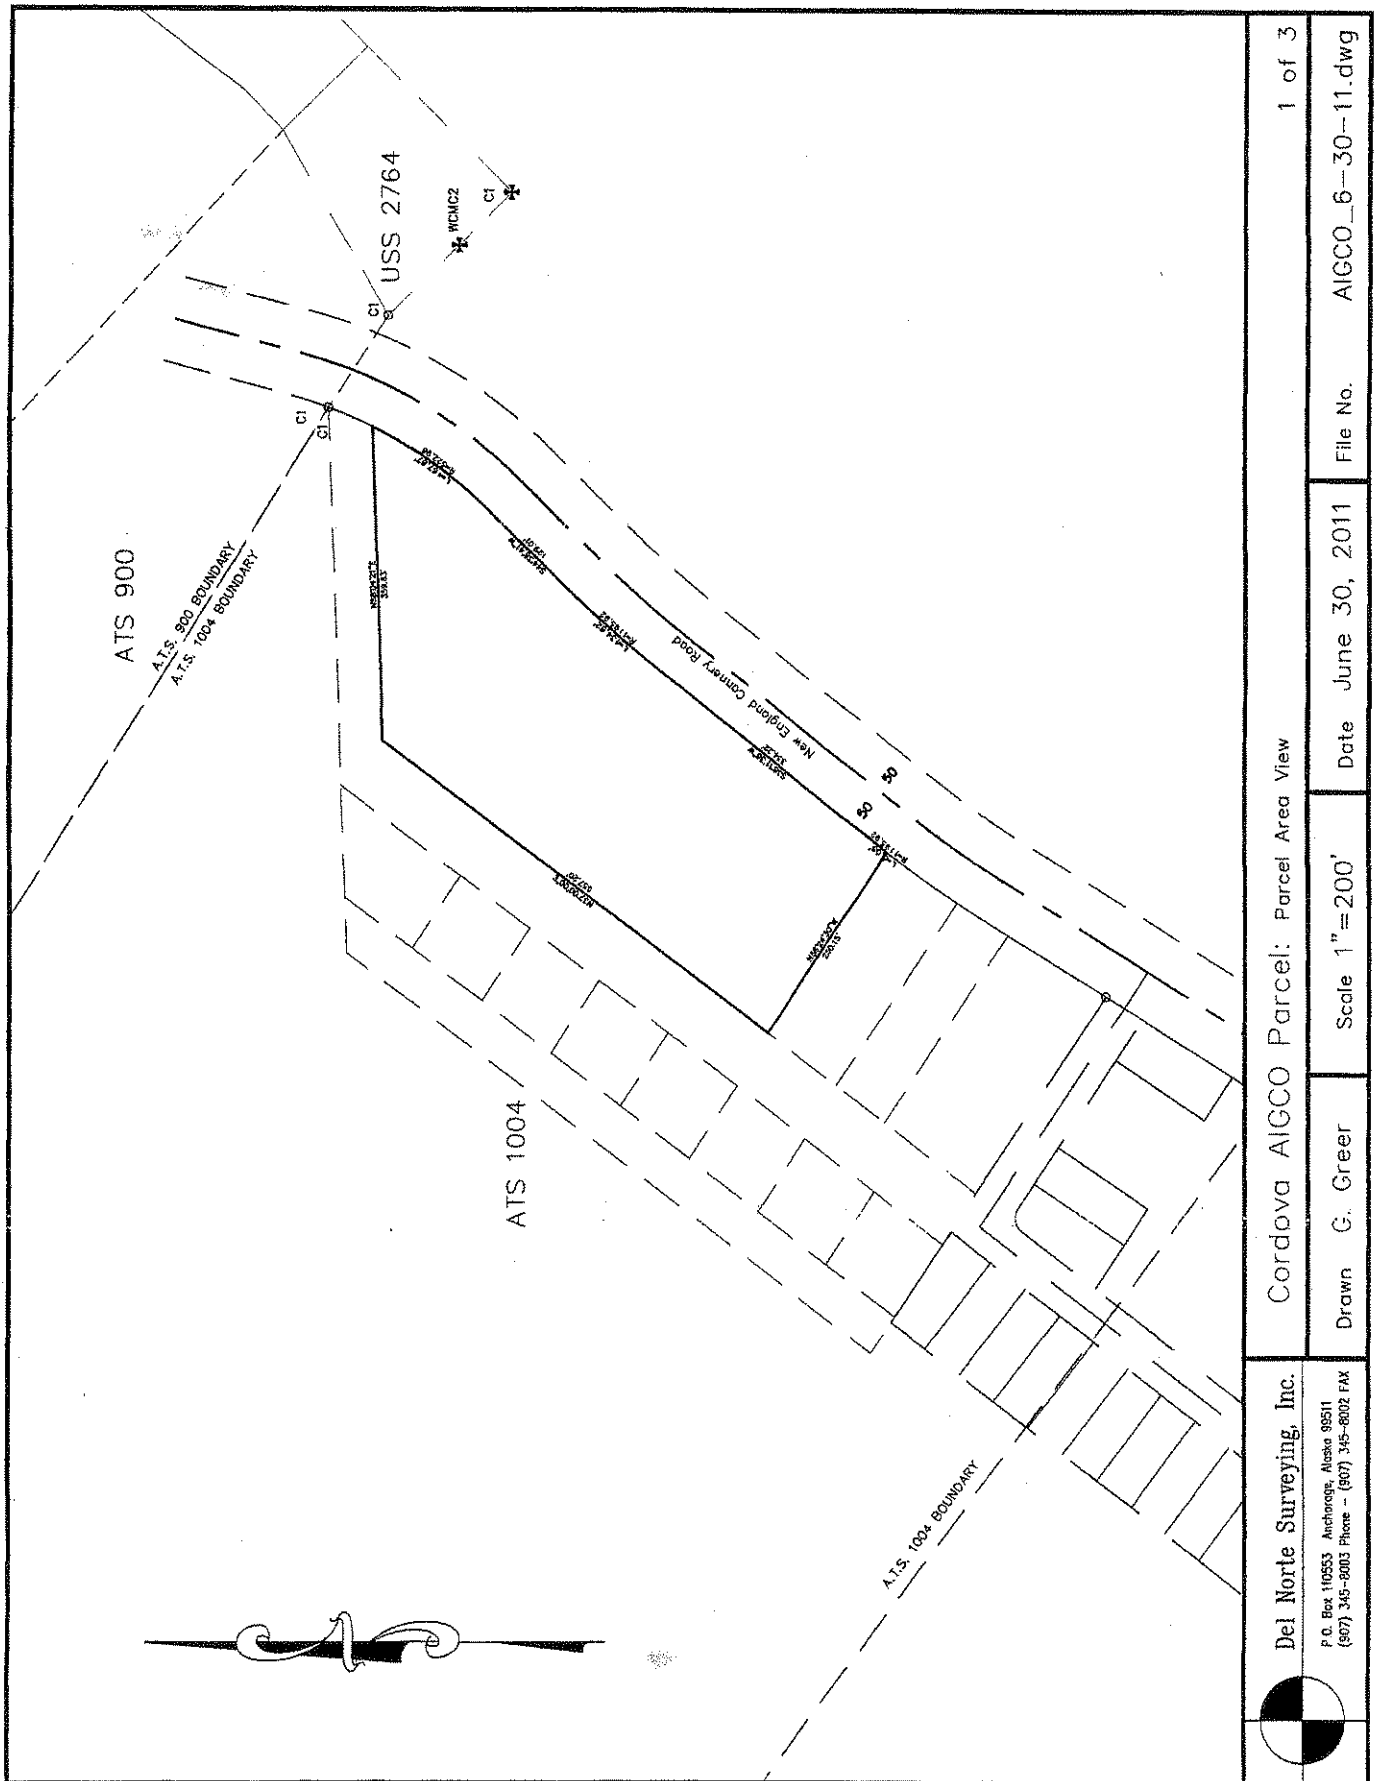 ATS 900
A.T.S. 900 BOUNDARY
A.T.S. 1004 BOUNDARY
C1
C1
C1
USS 2764
WCMC2
C1
New England Cannery Road
50
50
ATS 1004
A.T.S. 1004 BOUNDARY
Del Norte Surveying, Inc.
P.O. Box 110553 Anchorage, Alaska 99511
(907) 345-8003 Phone - (907) 345-8002 FAX
Cordova AIGCO Parcel: Parcel Area View
1 of 3
Drawn G. Greer
Scale 1"=200'
Date June 30, 2011
File No. AIGCO_6-30-11.dwg